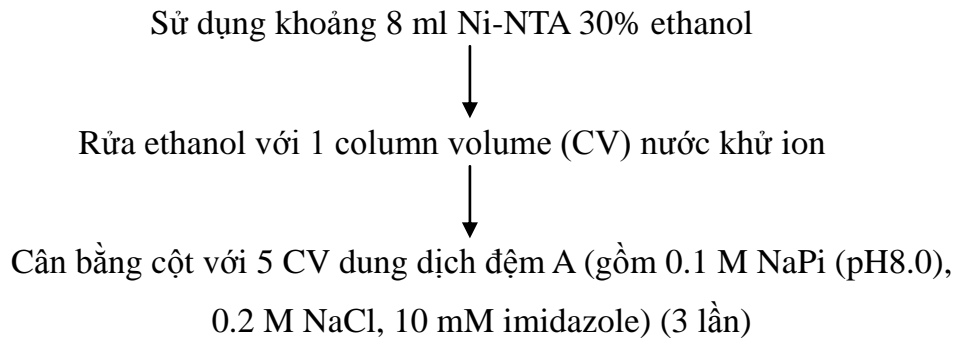 Sử dụng khoảng 8 ml Ni-NTA 30% ethanol
Rửa ethanol với 1 column volume (CV) nước khử ion
Cân bằng cột với 5 CV dung dịch đệm A (gồm 0.1 M NaPi (pH8.0),
0.2 M NaCl, 10 mM imidazole) (3 lần)